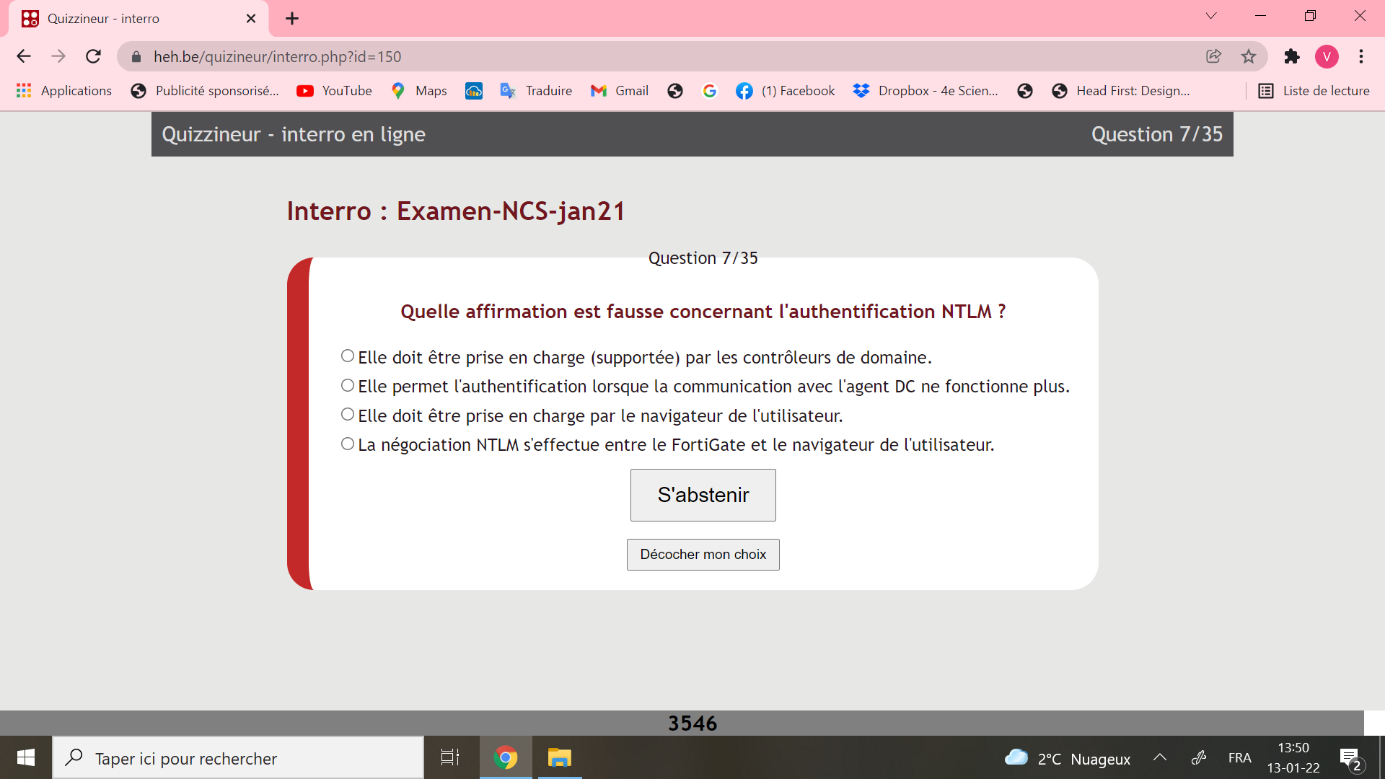 Quizzineur - interro
heh.be/quizineur/interro.php?id=150
V
Applications
Publicité sponsorisé...
YouTube
Maps
Traduire
Gmail
(1) Facebook
Dropbox - 4e Scien...
Head First: Design...
Liste de lecture
Quizzineur - interro en ligne
Question 7/35
Interro : Examen-NCS-jan21
Question 7/35
Quelle affirmation est fausse concernant l'authentification NTLM ?
Elle doit être prise en charge (supportée) par les contrôleurs de domaine.
Elle permet l'authentification lorsque la communication avec l'agent DC ne fonctionne plus.
Elle doit être prise en charge par le navigateur de l'utilisateur.
La négociation NTLM s'effectue entre le FortiGate et le navigateur de l'utilisateur.
S'abstenir
Décocher mon choix
3546
Taper ici pour rechercher
2°C Nuageux
FRA
13:50
13-01-22
2